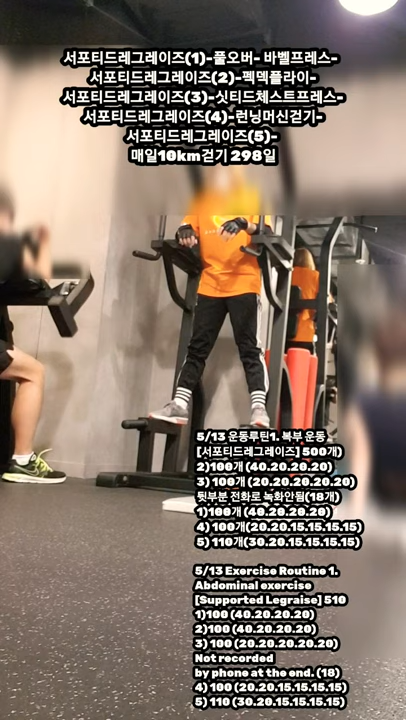 서포티드레그레이즈(1)-풀오버- 바벨프레스-
서포티드레그레이즈(2)-펙덱플라이-
서포티드레그레이즈(3)-싯티드체스트프레스-
서포티드레그레이즈(4)-런닝머신걷기-
서포티드레그레이즈(5)-
매일10km걷기 298일
5/13 운동루틴1. 복부 운동
[서포티드레그레이즈] 500개)
2)100개 (40.20.20.20)
3) 100개 (20.20.20.20.20)
뒷부분 전화로 녹화안됨(18개)
1)100개 (40.20.20.20)
4) 100개(20.20.15.15.15.15)
5) 110개(30.20.15.15.15.15)
5/13 Exercise Routine 1.
Abdominal exercise
[Supported Legraise] 510
1)100 (40.20.20.20)
2)100 (40.20.20.20)
3) 100 (20.20.20.20.20)
Not recorded
by phone at the end. (18)
4) 100 (20.20.15.15.15.15)
5) 110 (30.20.15.15.15.15)